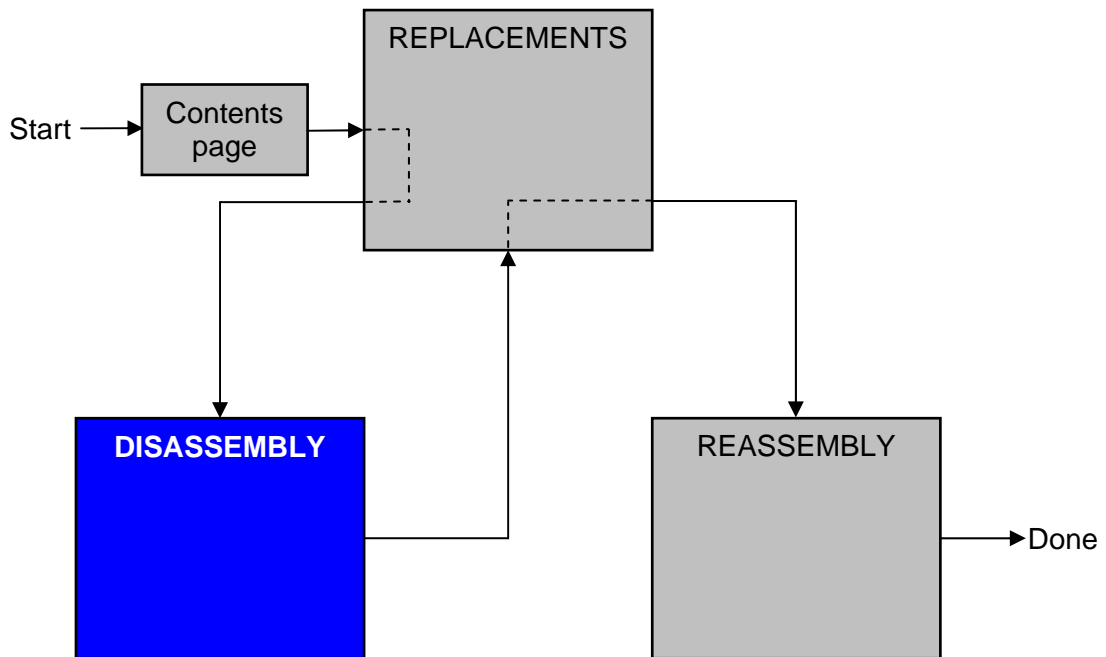 REPLACEMENTS
Start
Contents
page
DISASSEMBLY
REASSEMBLY
Done